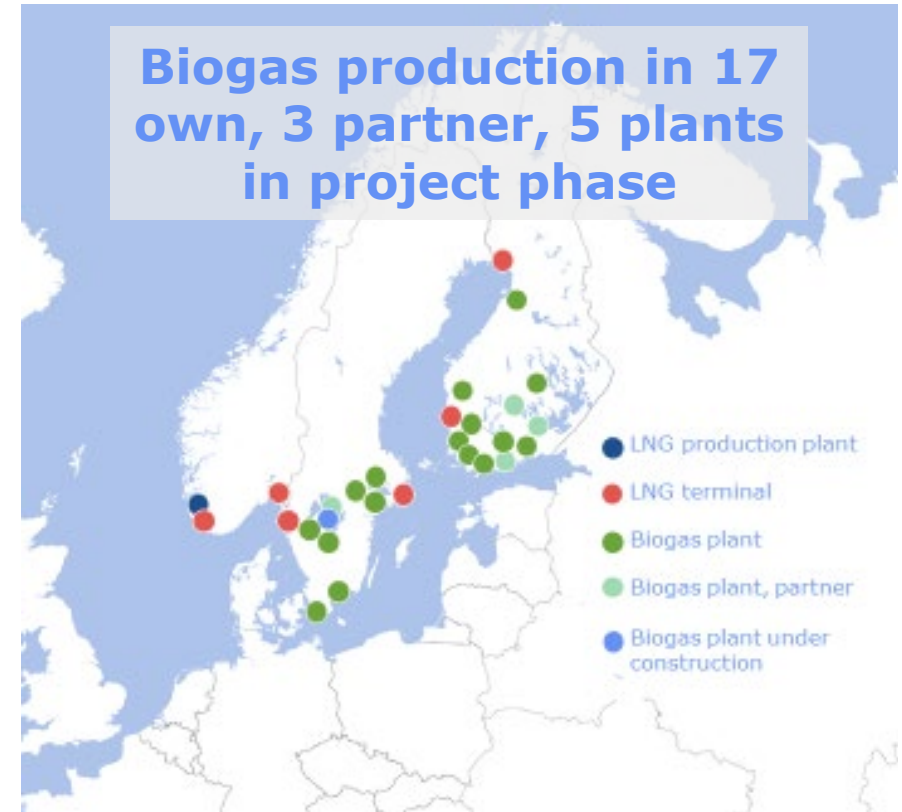 Biogas production in 17
own, 3 partner, 5 plants
in project phase
LNG production plant
LNG terminal
Biogas plant
Biogas plant, partner
Biogas plant under
construction